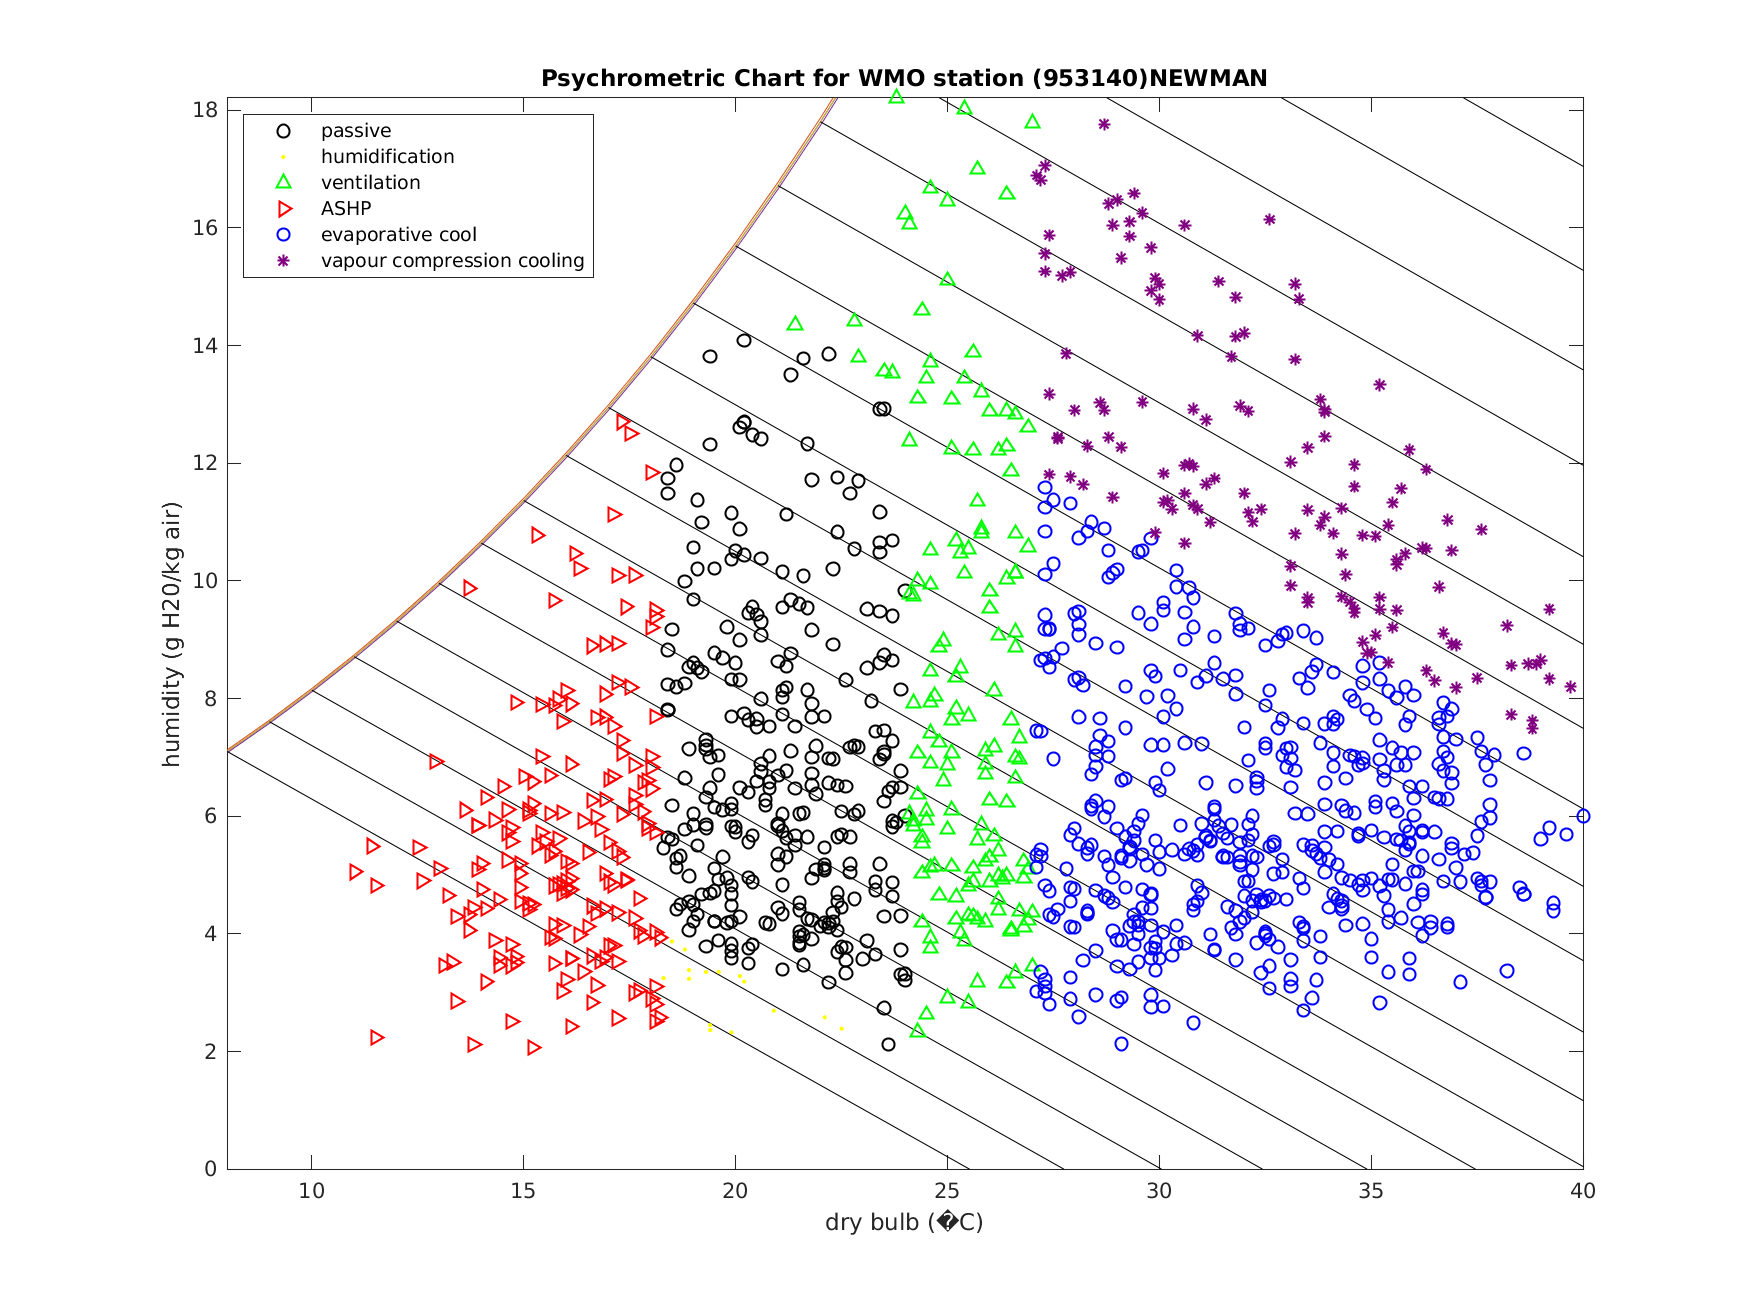 Psychrometric Chart for WMO station (953140)NEWMAN
passive
humidification
ventilation
ASHP
evaporative cool
vapour compression cooling
18
16
14
12
10
8
6
4
2
0
humidity (g H20/kg air)
10 15 20 25 30 35 40
dry bulb (�C)